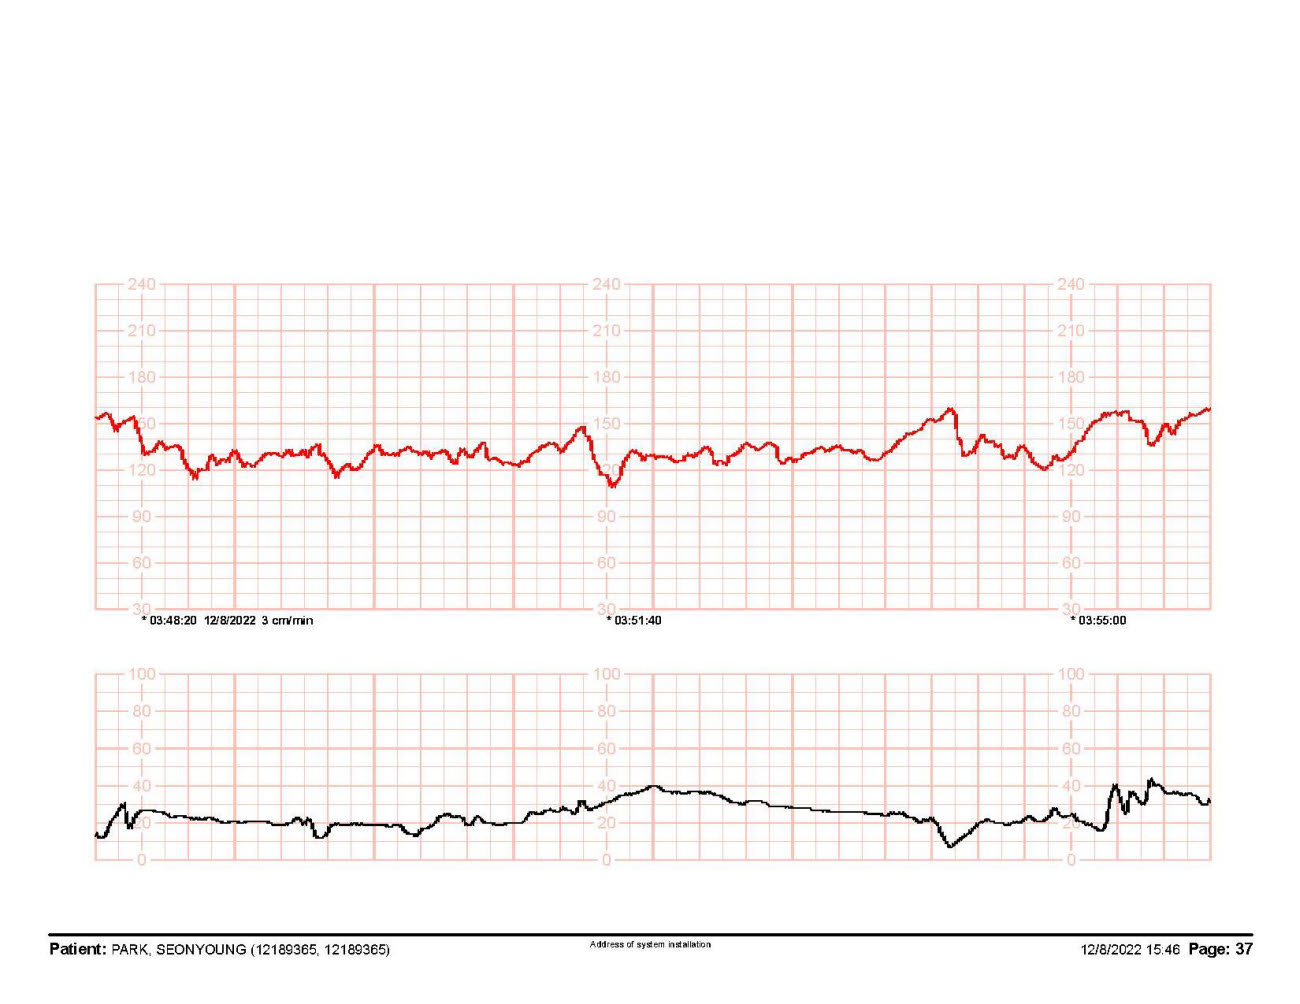 240 240 240
210 210 210
180 180 180
150 150 150
120 120 120
90 90 90
60 60 60
30 30 30
* 03:48:20 12/8/2022 3 cm/min * 03:51:40 * 03:55:00
100 100 100
80 80 80
60 60 60
40 40 40
20 20 20
0 0 0
Patient: PARK, SEONYOUNG (12189365, 12189365) Address of system installation 12/8/2022 15:46 Page: 37